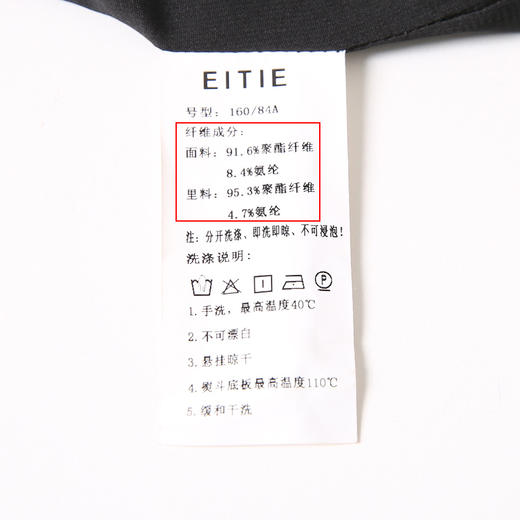 EITIE
号型: 160/84A
纤维成分:
面料: 91.6%聚酯纤维
8.4%氨纶
里料: 95.3%聚酯纤维
4.7%氨纶
注: 分开洗涤、即洗即晾、不可浸泡!
洗涤说明:
P
1.手洗, 最高温度40℃
2.不可漂白
3.悬挂晾干
4.熨斗底板最高温度110℃
5.缓和干洗